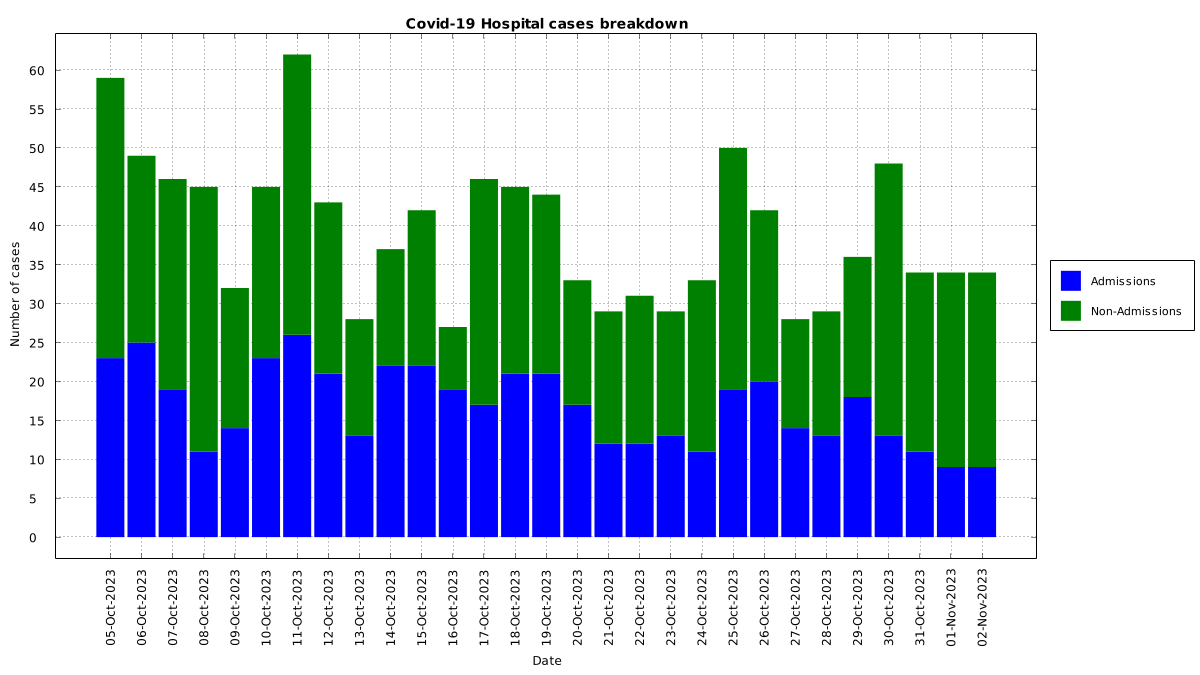 Covid-19 Hospital cases breakdown
60
55
50
45
40
35
30
25
20
15
10
5
0
Number of cases
05-Oct-2023
06-Oct-2023
07-Oct-2023
08-Oct-2023
09-Oct-2023
10-Oct-2023
11-Oct-2023
12-Oct-2023
13-Oct-2023
14-Oct-2023
15-Oct-2023
16-Oct-2023
17-Oct-2023
18-Oct-2023
19-Oct-2023
20-Oct-2023
21-Oct-2023
22-Oct-2023
23-Oct-2023
24-Oct-2023
25-Oct-2023
26-Oct-2023
27-Oct-2023
28-Oct-2023
29-Oct-2023
30-Oct-2023
31-Oct-2023
01-Nov-2023
02-Nov-2023
Date
Admissions
Non-Admissions